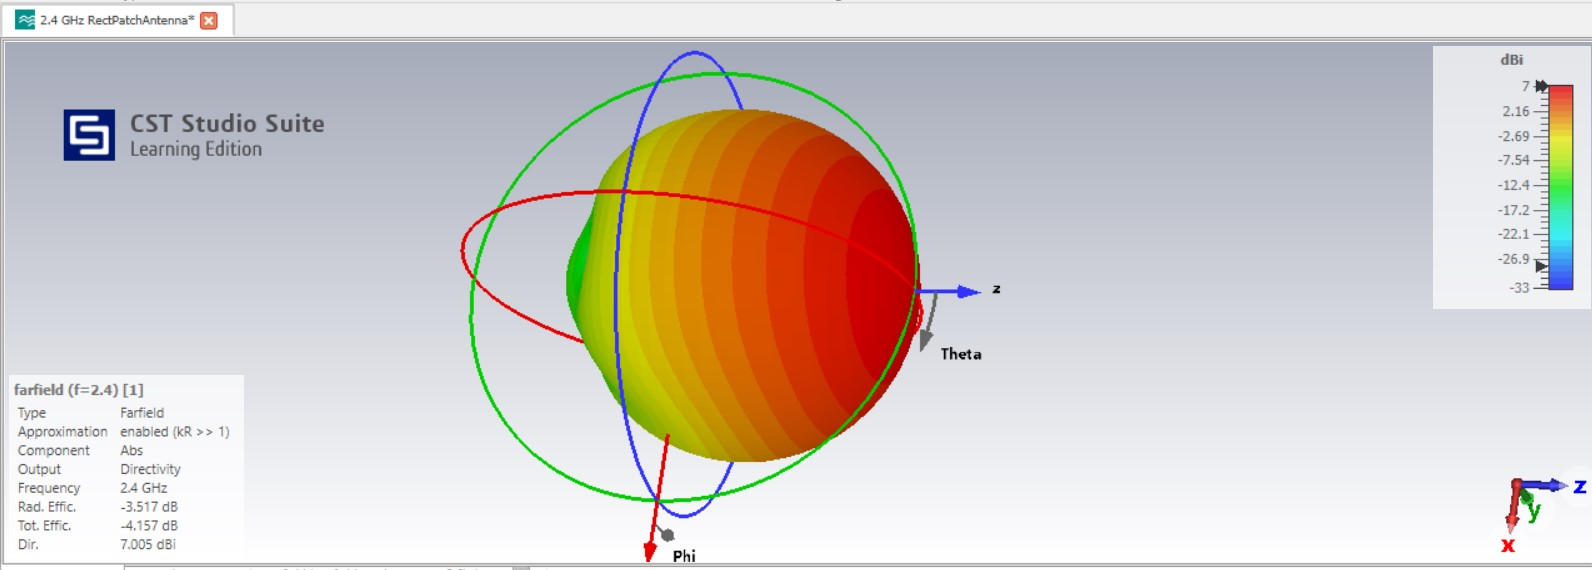 2.4 GHz RectPatchAntenna*
CST Studio Suite
Learning Edition
dBi
7
2.16
-2.69
-7.54
-12.4
-17.2
-22.1
-26.9
-33
z
Theta
farfield (f=2.4) [1]
Type Farfield
Approximation enabled (kR >> 1)
Component Abs
Output Directivity
Frequency 2.4 GHz
Rad. Effic. -3.517 dB
Tot. Effic. -4.157 dB
Dir. 7.005 dBi
Phi
z
y
x